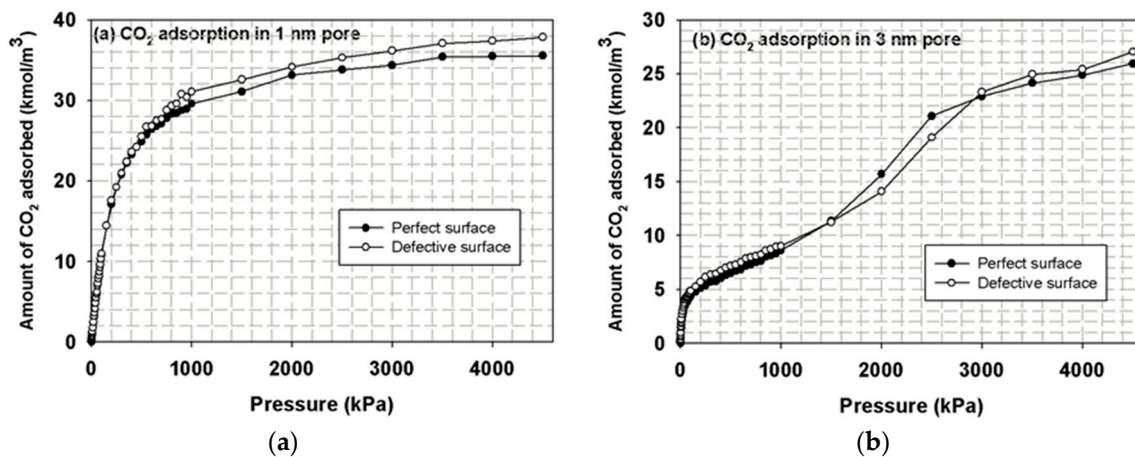 (a) CO₂ adsorption in 1 nm pore
Amount of CO₂ adsorbed (kmol/m³)
40
30
20
10
0
Perfect surface
Defective surface
0 1000 2000 3000 4000
Pressure (kPa)
(a)
(b) CO₂ adsorption in 3 nm pore
Amount of CO₂ adsorbed (kmol/m³)
30
25
20
15
10
5
0
Perfect surface
Defective surface
0 1000 2000 3000 4000
Pressure (kPa)
(b)